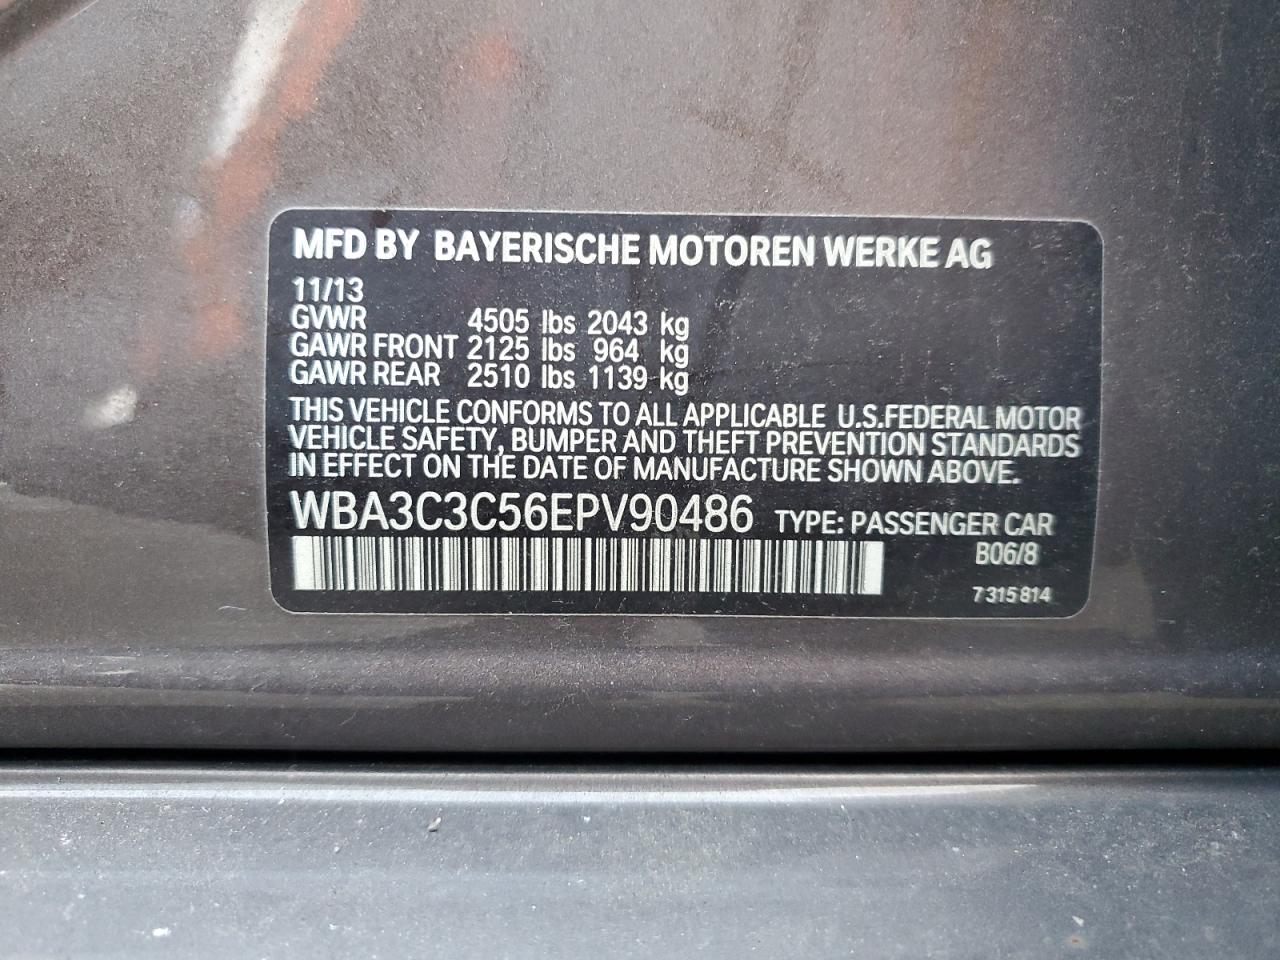 MFD BY BAYERISCHE MOTOREN WERKE AG
11/13
GVWR 4505 lbs 2043 kg
GAWR FRONT 2125 lbs 964 kg
GAWR REAR 2510 lbs 1139 kg
THIS VEHICLE CONFORMS TO ALL APPLICABLE U.S.FEDERAL MOTOR
VEHICLE SAFETY, BUMPER AND THEFT PREVENTION STANDARDS
IN EFFECT ON THE DATE OF MANUFACTURE SHOWN ABOVE.
WBA3C3C56EPV90486 TYPE: PASSENGER CAR
B06/8
7 315 814